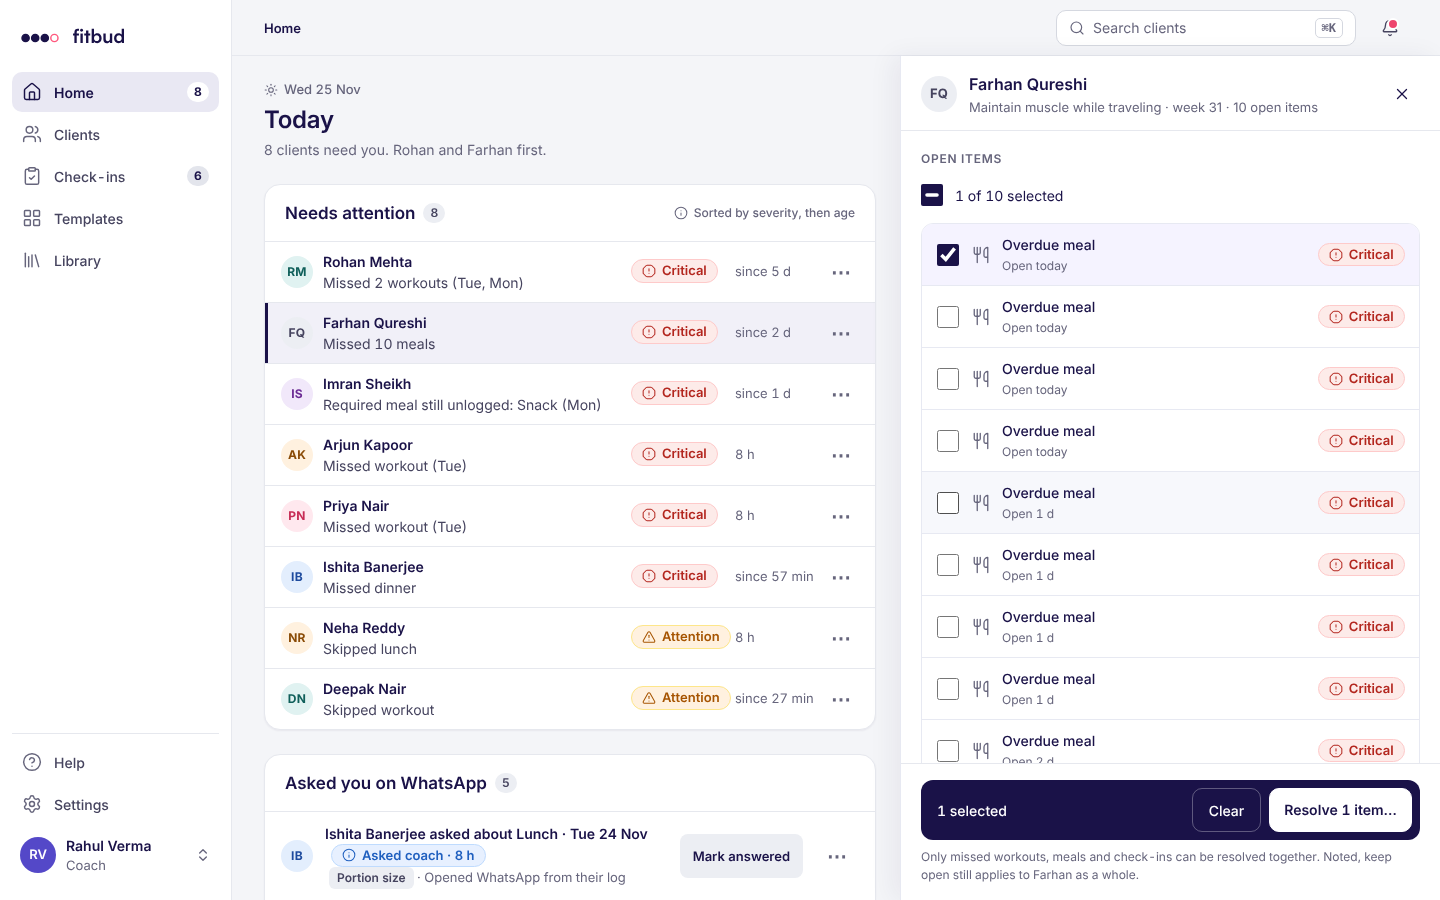 fitbud
Home 8
Clients
Check-ins 6
Templates
Library
Help
Settings
RV Rahul Verma
Coach
Home
Search clients ⌘K
Wed 25 Nov
Today
8 clients need you. Rohan and Farhan first.
Needs attention 8 Sorted by severity, then age
RM Rohan Mehta Critical since 5 d
Missed 2 workouts (Tue, Mon)
FQ Farhan Qureshi Critical since 2 d
Missed 10 meals
IS Imran Sheikh Critical since 1 d
Required meal still unlogged: Snack (Mon)
AK Arjun Kapoor Critical 8 h
Missed workout (Tue)
PN Priya Nair Critical 8 h
Missed workout (Tue)
IB Ishita Banerjee Critical since 57 min
Missed dinner
NR Neha Reddy Attention 8 h
Skipped lunch
DN Deepak Nair Attention since 27 min
Skipped workout
Asked you on WhatsApp 5
IB Ishita Banerjee asked about Lunch · Tue 24 Nov
Asked coach · 8 h
Portion size · Opened WhatsApp from their log
Mark answered
FQ Farhan Qureshi
Maintain muscle while traveling · week 31 · 10 open items
OPEN ITEMS
1 of 10 selected
Overdue meal Critical
Open today
Overdue meal Critical
Open today
Overdue meal Critical
Open today
Overdue meal Critical
Open today
Overdue meal Critical
Open 1 d
Overdue meal Critical
Open 1 d
Overdue meal Critical
Open 1 d
Overdue meal Critical
Open 1 d
Overdue meal Critical
Open 2 d
1 selected Clear Resolve 1 item...
Only missed workouts, meals and check-ins can be resolved together. Noted, keep
open still applies to Farhan as a whole.